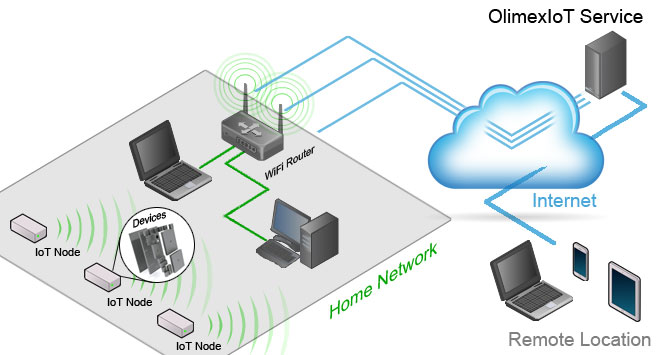 OlimexIoT Service
WiFi Router
Devices
IoT Node
IoT Node
IoT Node
Home Network
Internet
Remote Location